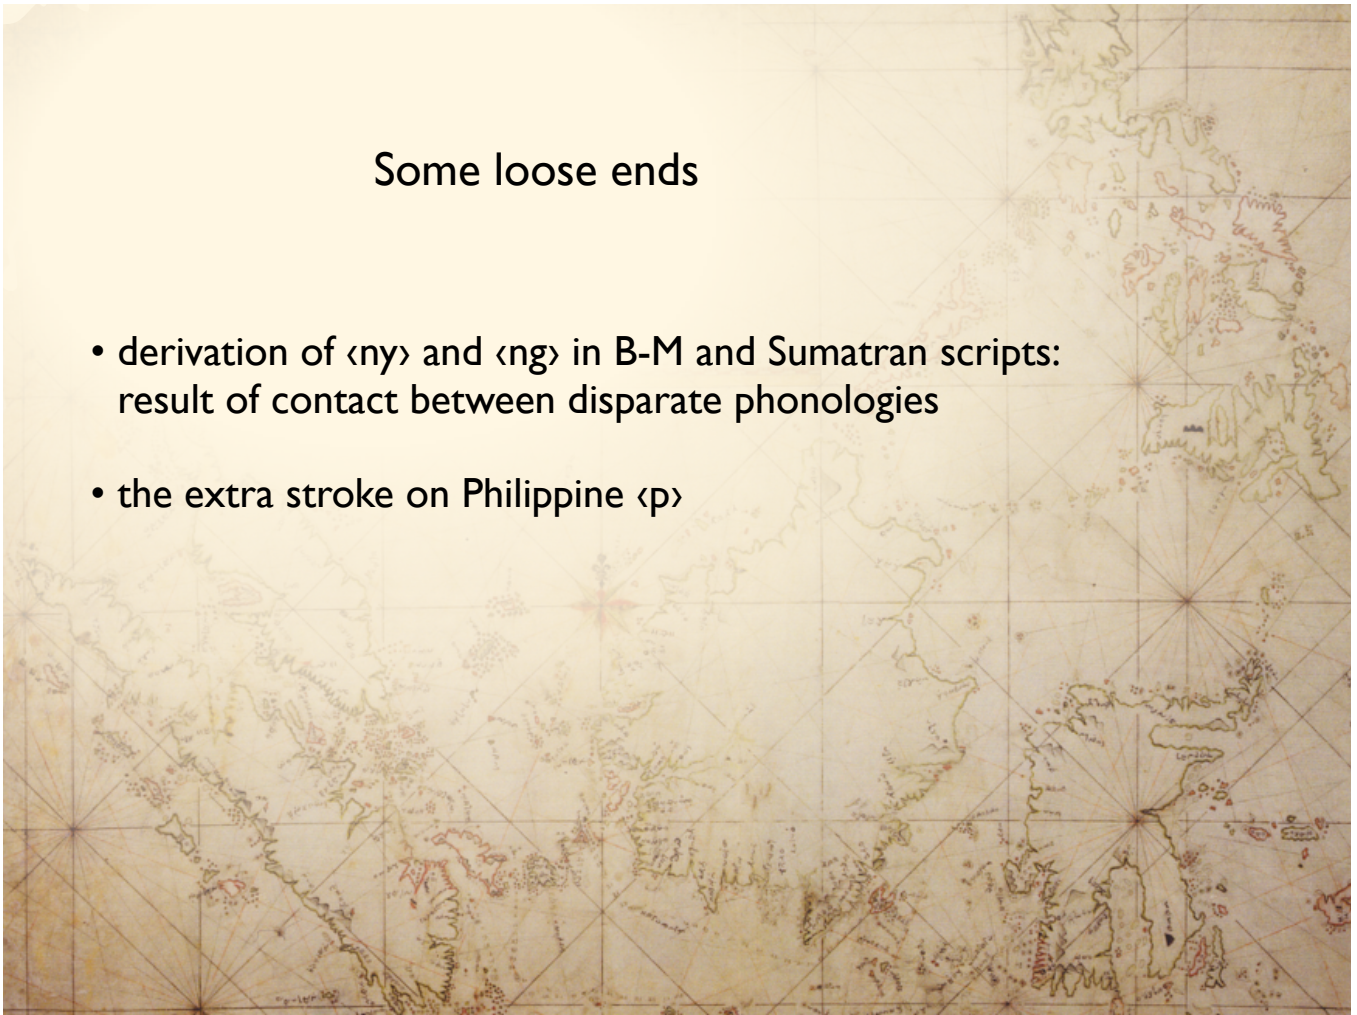 Some loose ends
• derivation of ‹ny› and ‹ng› in B-M and Sumatran scripts:
result of contact between disparate phonologies
• the extra stroke on Philippine ‹p›